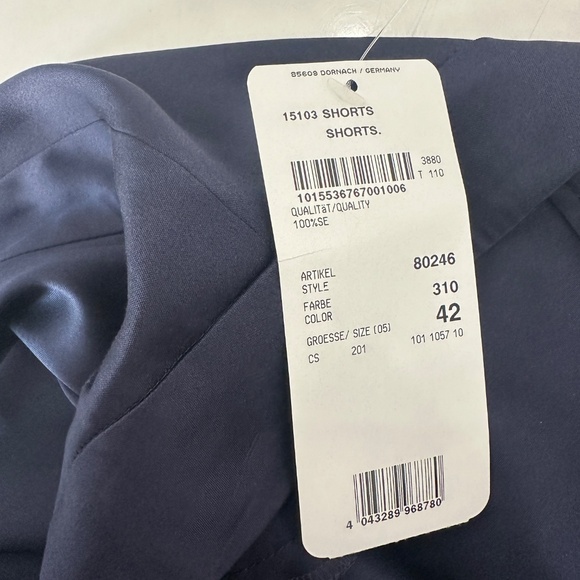 85609 DORNACH / GERMANY
15103 SHORTS
SHORTS.
3880
T 110
1015536767001006
QUALITäT/QUALITY
100%SE
ARTIKEL 80246
STYLE
FARBE 310
COLOR 42
GROESSE/ SIZE (05)
CS 201 101 1057 10
4 043289 968780